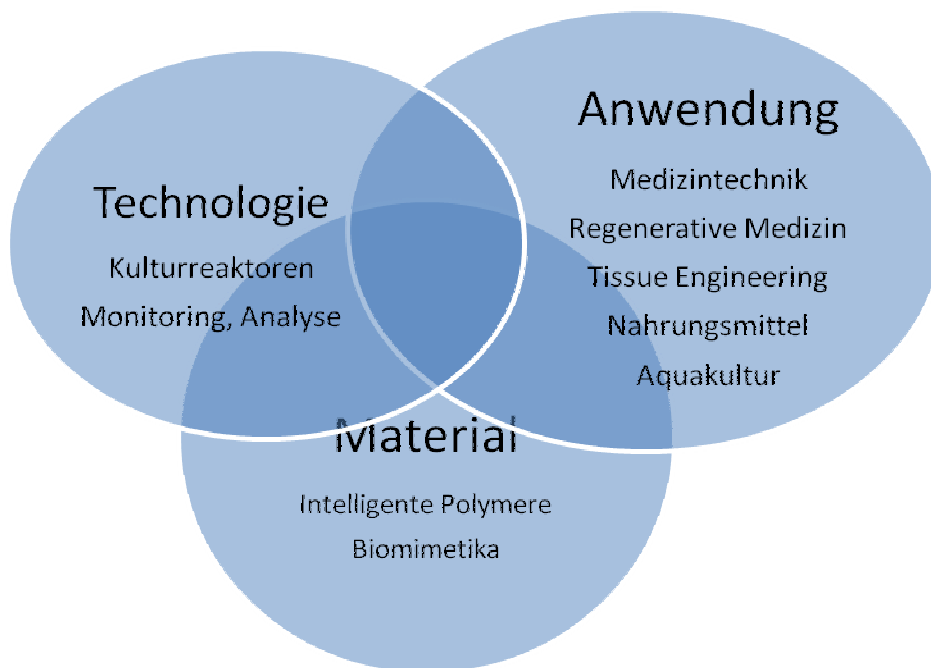 Technologie
Kulturreaktoren
Monitoring, Analyse
Anwendung
Medizintechnik
Regenerative Medizin
Tissue Engineering
Nahrungsmittel
Aquakultur
Material
Intelligente Polymere
Biomimetika